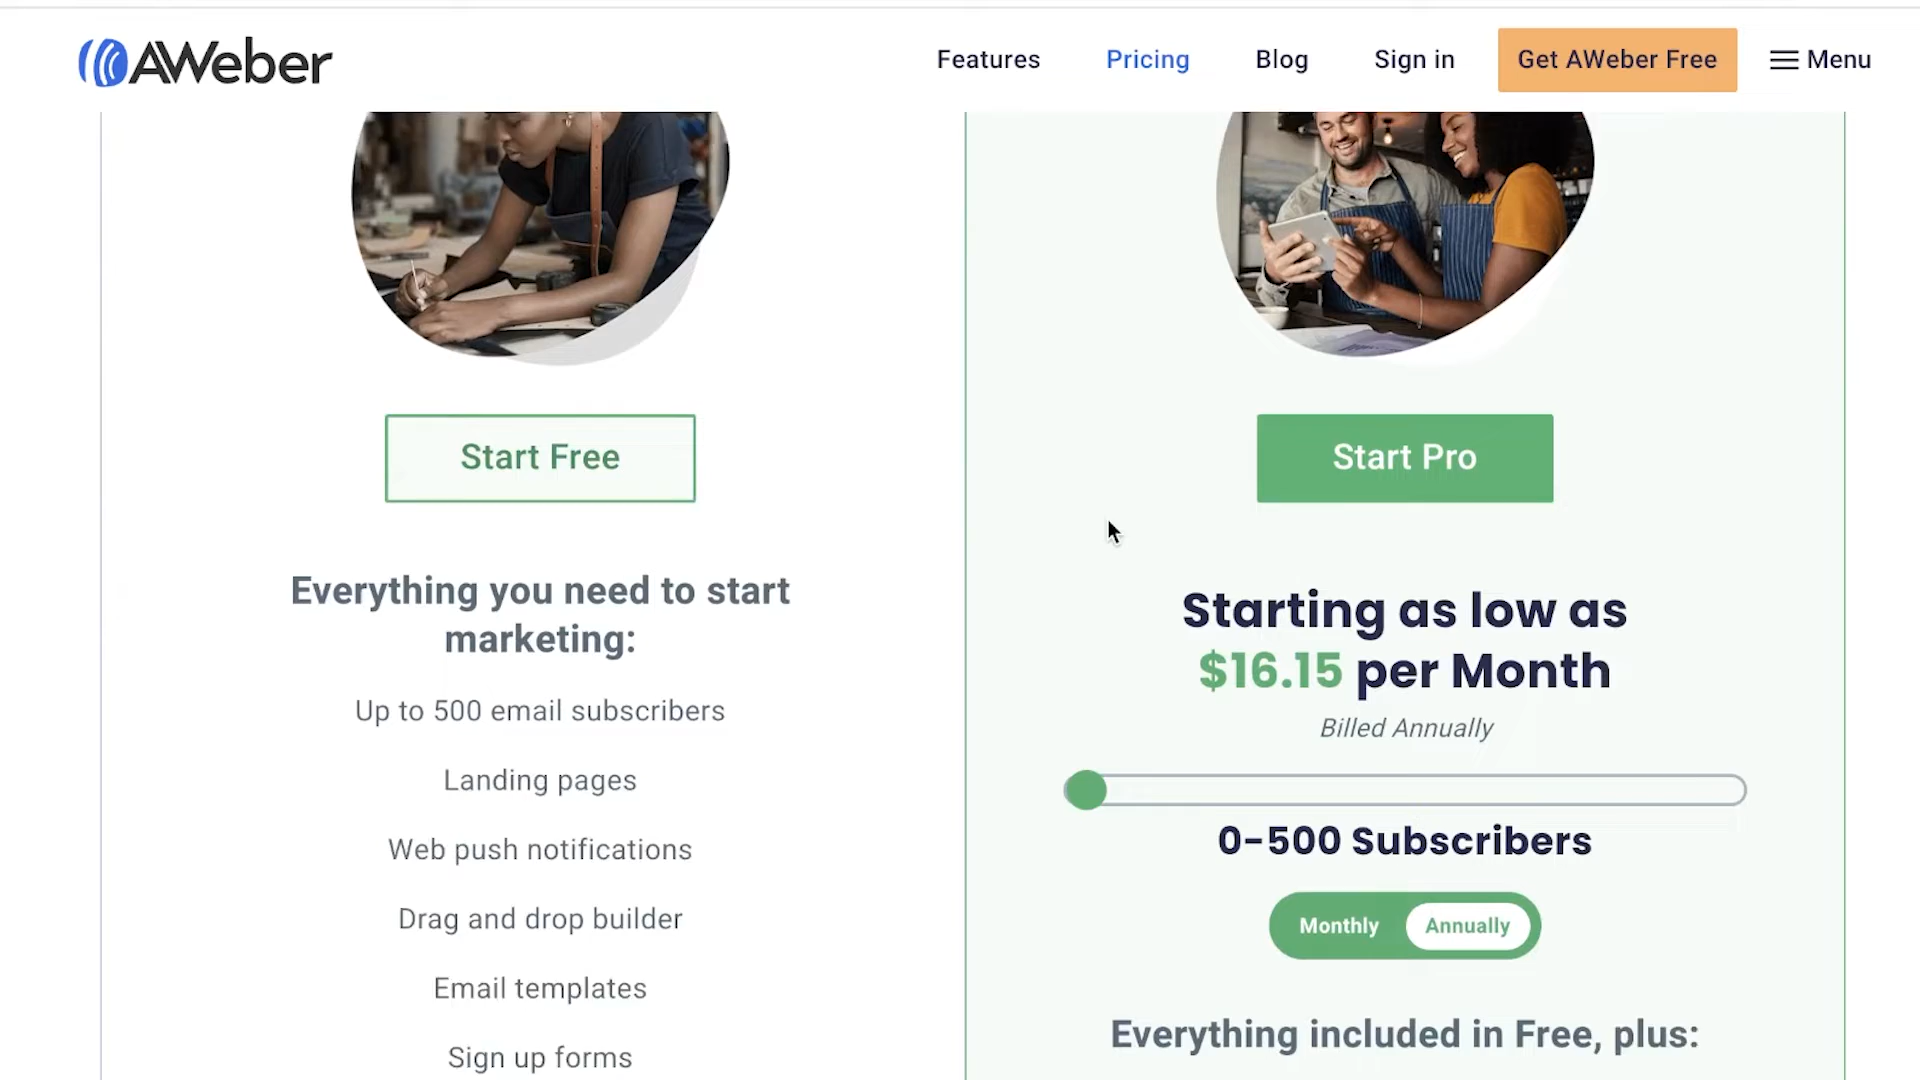 AWeber
Features
Pricing
Blog
Sign in
Get AWeber Free
Menu
Start Free
Everything you need to start
marketing:
Up to 500 email subscribers
Landing pages
Web push notifications
Drag and drop builder
Email templates
Sign up forms
Start Pro
Starting as low as
$16.15 per Month
Billed Annually
0-500 Subscribers
Monthly
Annually
Everything included in Free, plus: